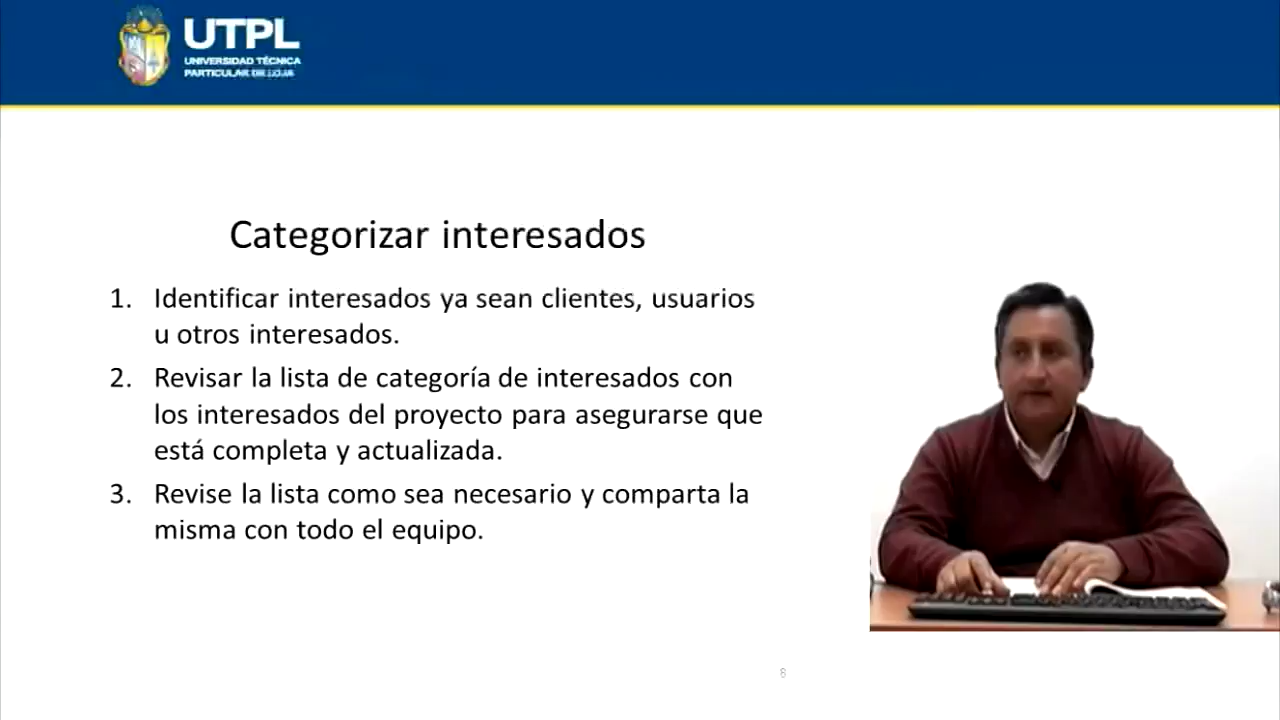 UTPL
UNIVERSIDAD TÉCNICA
PARTICULAR DE LOJA
Categorizar interesados
1. Identificar interesados ya sean clientes, usuarios
u otros interesados.
2. Revisar la lista de categoría de interesados con
los interesados del proyecto para asegurarse que
está completa y actualizada.
3. Revise la lista como sea necesario y comparta la
misma con todo el equipo.